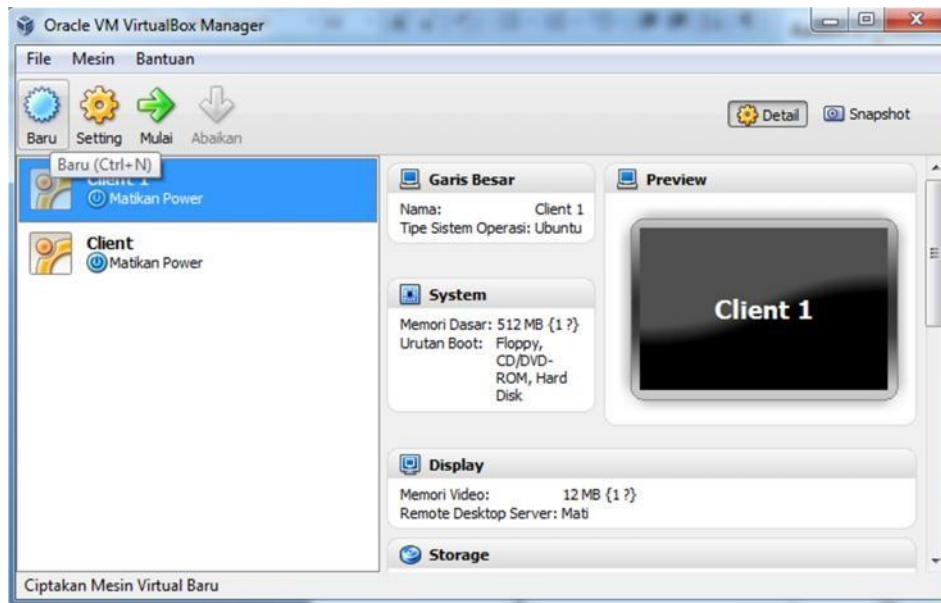 Oracle VM VirtualBox Manager
File Mesin Bantuan
Baru Setting Mulai Abaikan
Detail Snapshot
Baru (Ctrl+N)
Client 1
Matikan Power
Client
Matikan Power
Garis Besar
Nama: Client 1
Tipe Sistem Operasi: Ubuntu
System
Memori Dasar: 512 MB {1 ?}
Urutan Boot: Floppy,
CD/DVD-
ROM, Hard
Disk
Preview
Client 1
Display
Memori Video: 12 MB {1 ?}
Remote Desktop Server: Mati
Storage
Ciptakan Mesin Virtual Baru